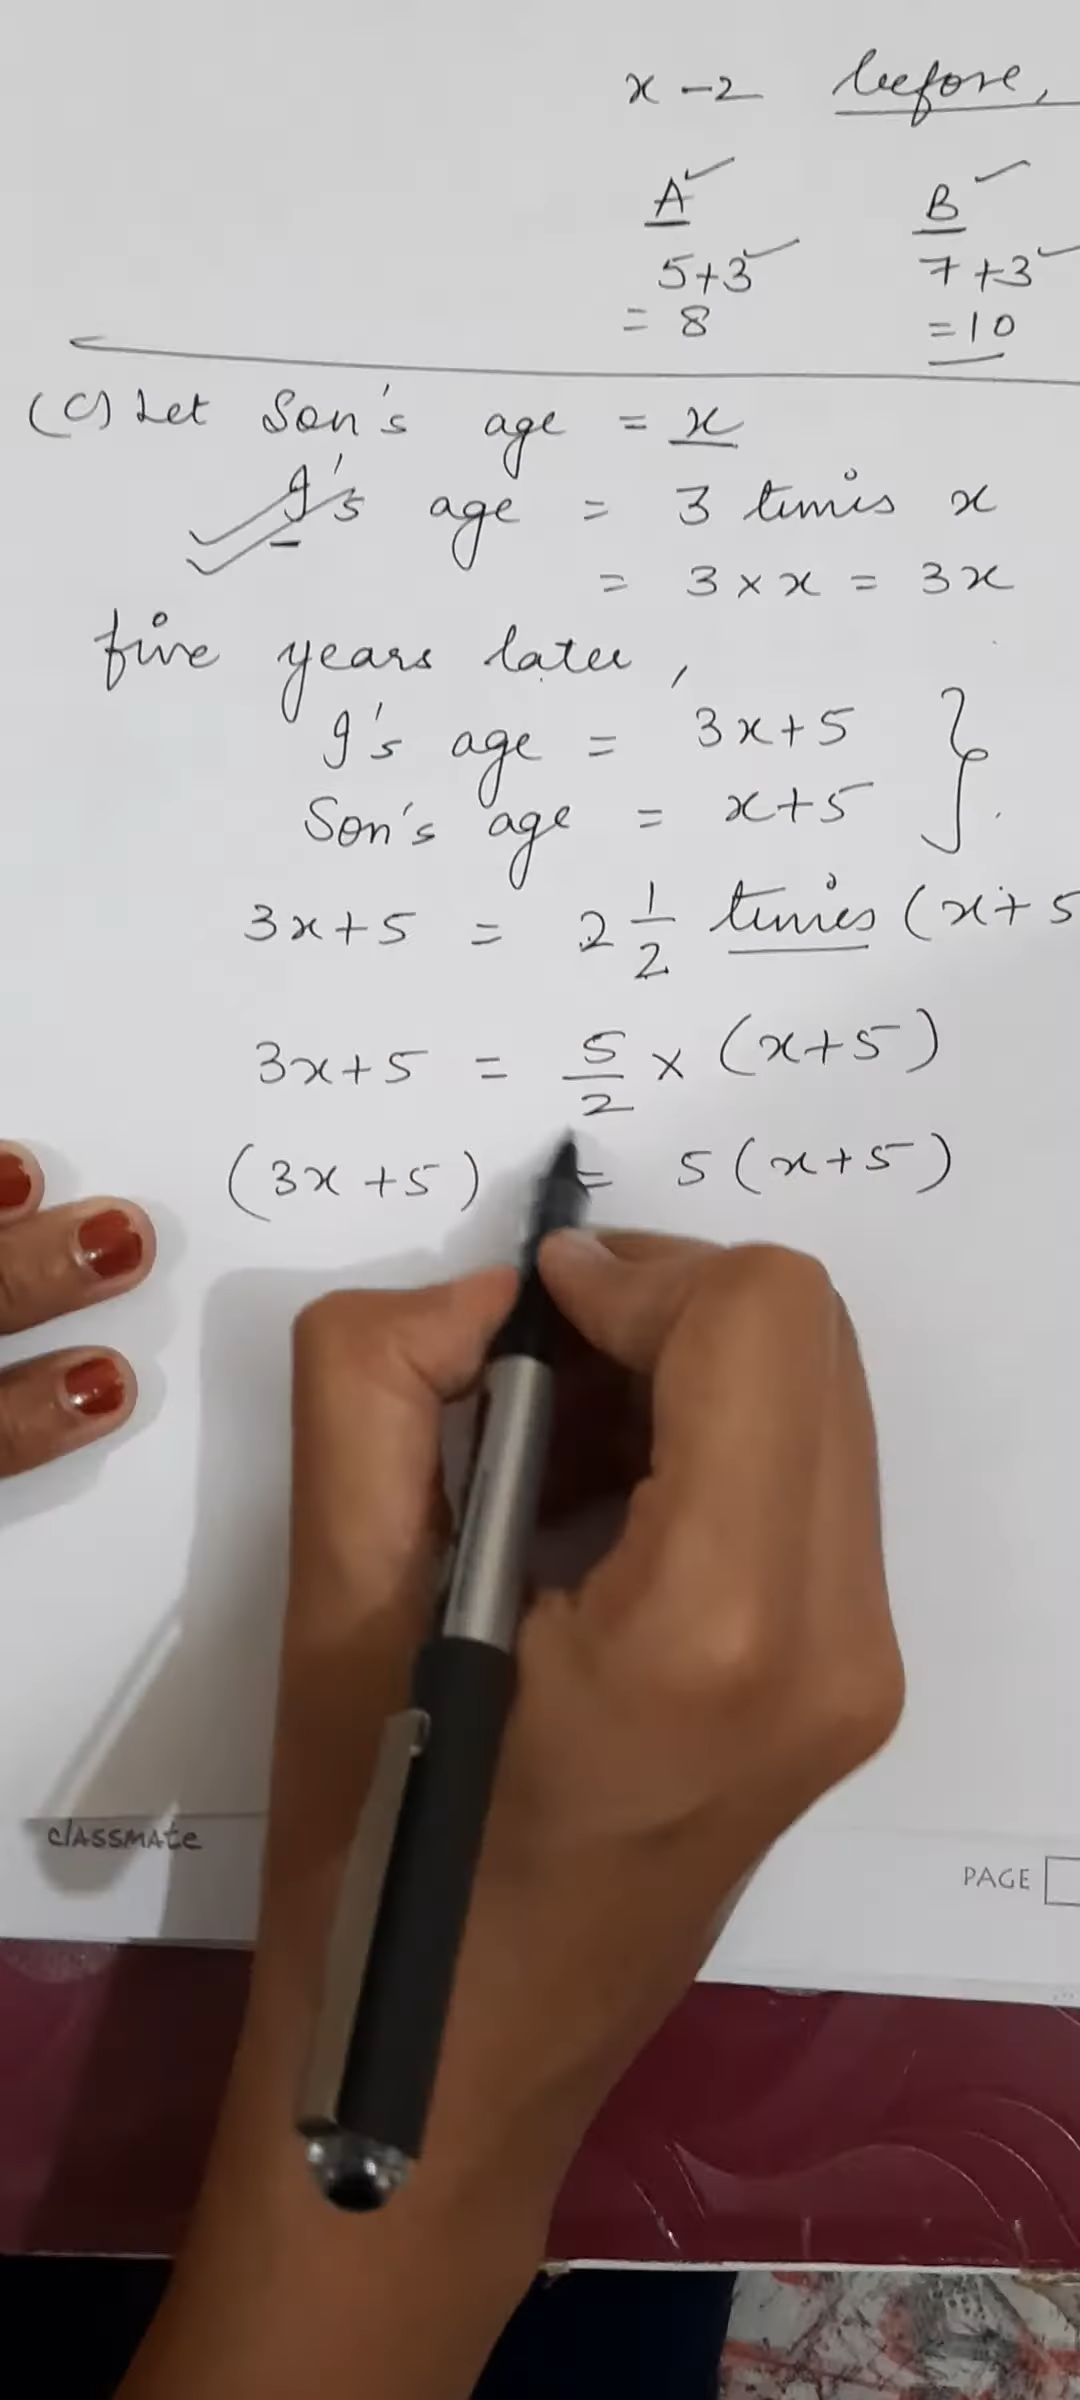 x - 2 before,
A ✓ B ✓
5+3 ✓ 7+3 ✓
= 8 = 10
(C) Let Son's age = x
I's age = 3 times x
= 3 × x = 3x
five years later,
I's age = 3x+5 }
Son's age = x+5
3x+5 = 2 1/2 times (x+5
3x+5 = 5/2 × (x+5)
(3x+5) = 5(x+5)
classmate
PAGE